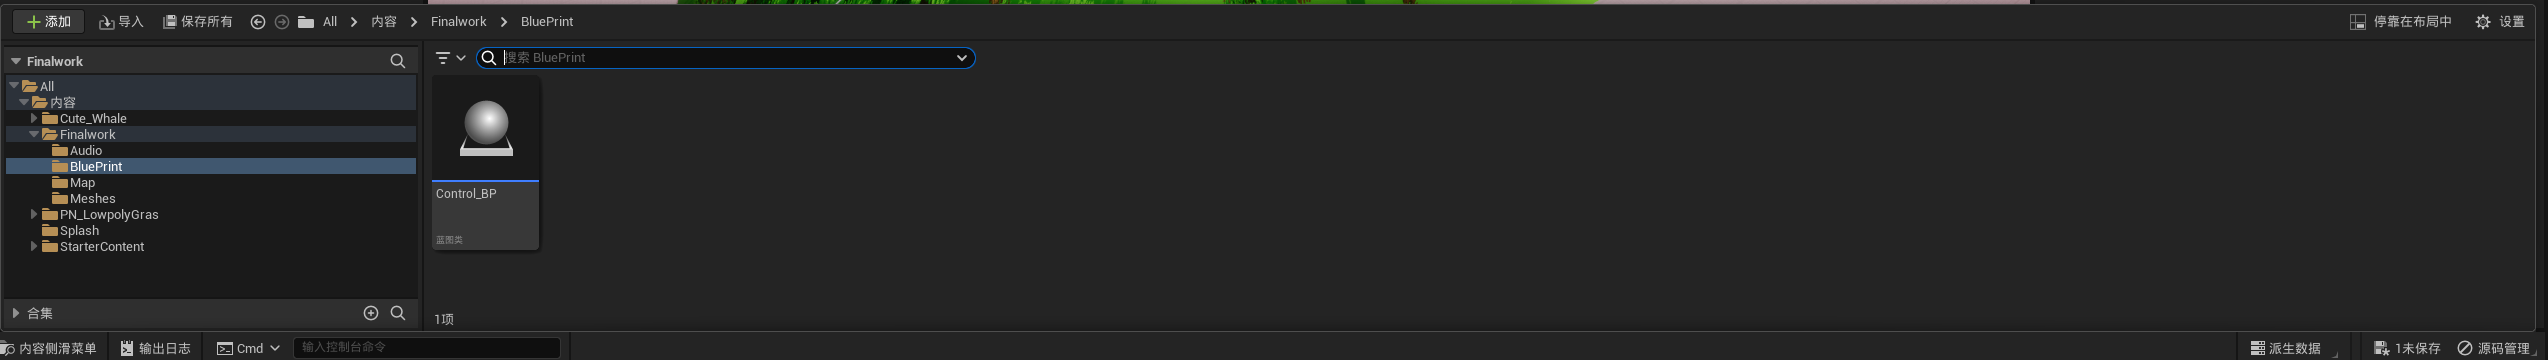 添加 导入 保存所有 All 内容 Finalwork BluePrint 停靠在布局中 设置
Finalwork
搜索 BluePrint
All
内容
Cute_Whale
Finalwork
Audio
BluePrint
Map
Meshes
PN_LowpolyGras
Splash
StarterContent
Control_BP
蓝图类
合集
1项
内容侧滑菜单 输出日志 Cmd 输入控制台命令 派生数据 1未保存 源码管理